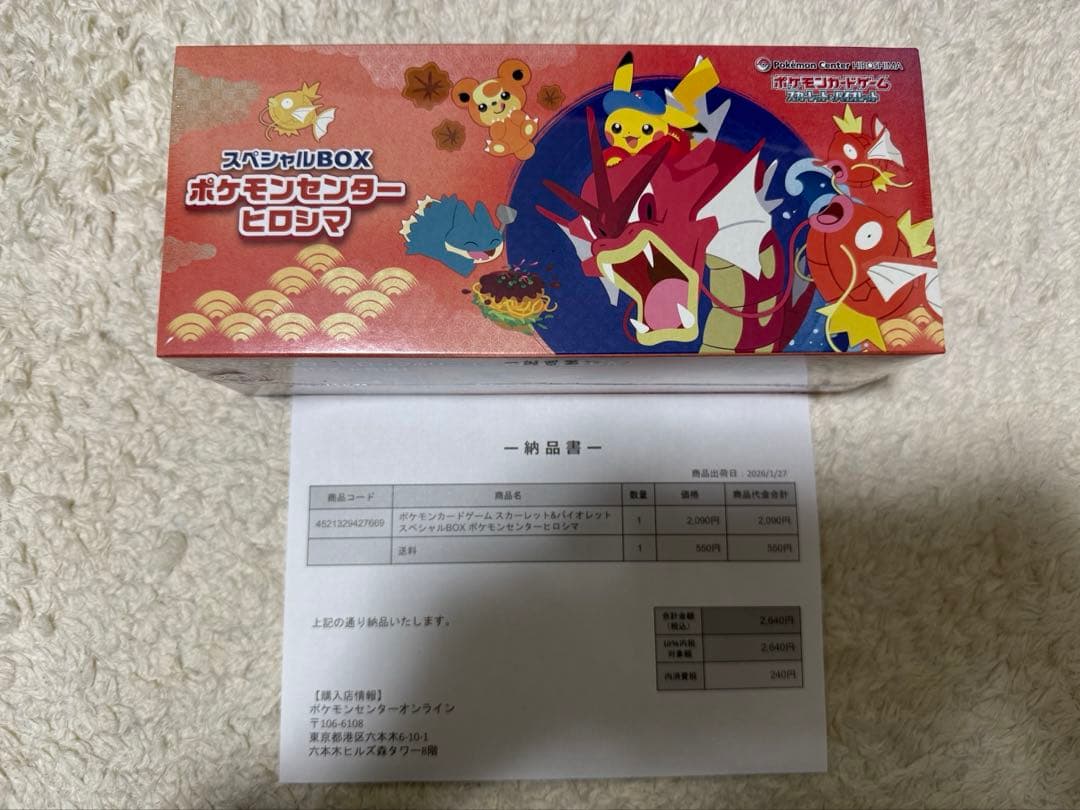 Pokémon Center HIROSHIMA
ポケモンカードゲーム
スカーレット&バイオレット
スペシャルBOX
ポケモンセンター
ヒロシマ
ー納品書ー
商品出荷日：2026/1/27
商品コード 商品名 数量 価格 商品代金合計
4521329427669 ポケモンカードゲーム スカーレット&バイオレット 1 2,090円 2,090円
スペシャルBOX ポケモンセンターヒロシマ
送料 1 550円 550円
上記の通り納品いたします。
合計金額
(税込) 2,640円
10%内税
対象額 2,640円
内消費税 240円
【購入店情報】
ポケモンセンターオンライン
〒106-6108
東京都港区六本木6-10-1
六本木ヒルズ森タワー8階